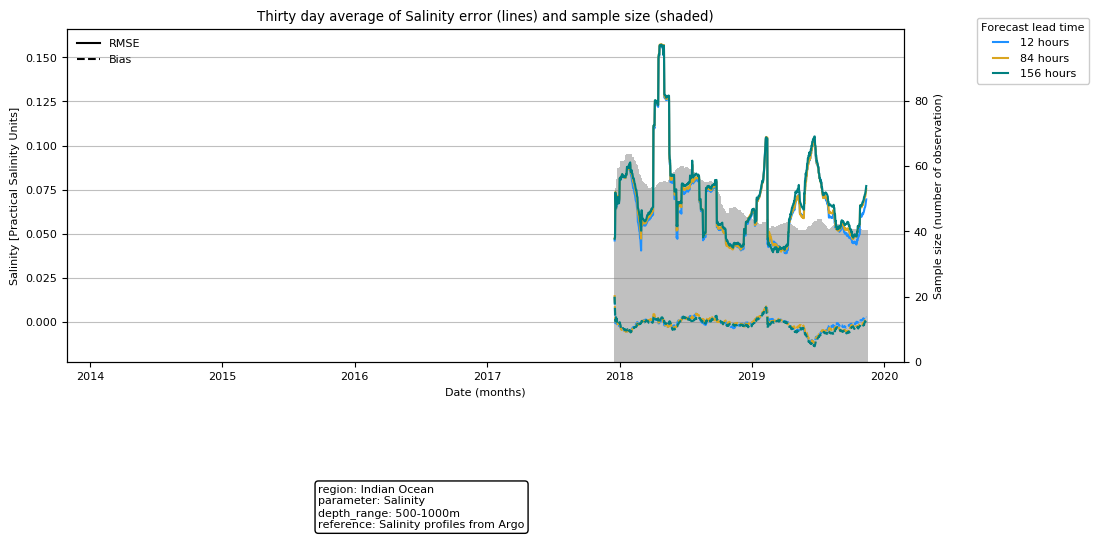 Thirty day average of Salinity error (lines) and sample size (shaded)
RMSE
Bias
Forecast lead time
12 hours
84 hours
156 hours
Salinity [Practical Salinity Units]
0.150
0.125
0.100
0.075
0.050
0.025
0.000
Sample size (number of observation)
80
60
40
20
0
2014
2015
2016
2017
2018
2019
2020
Date (months)
region: Indian Ocean
parameter: Salinity
depth_range: 500-1000m
reference: Salinity profiles from Argo